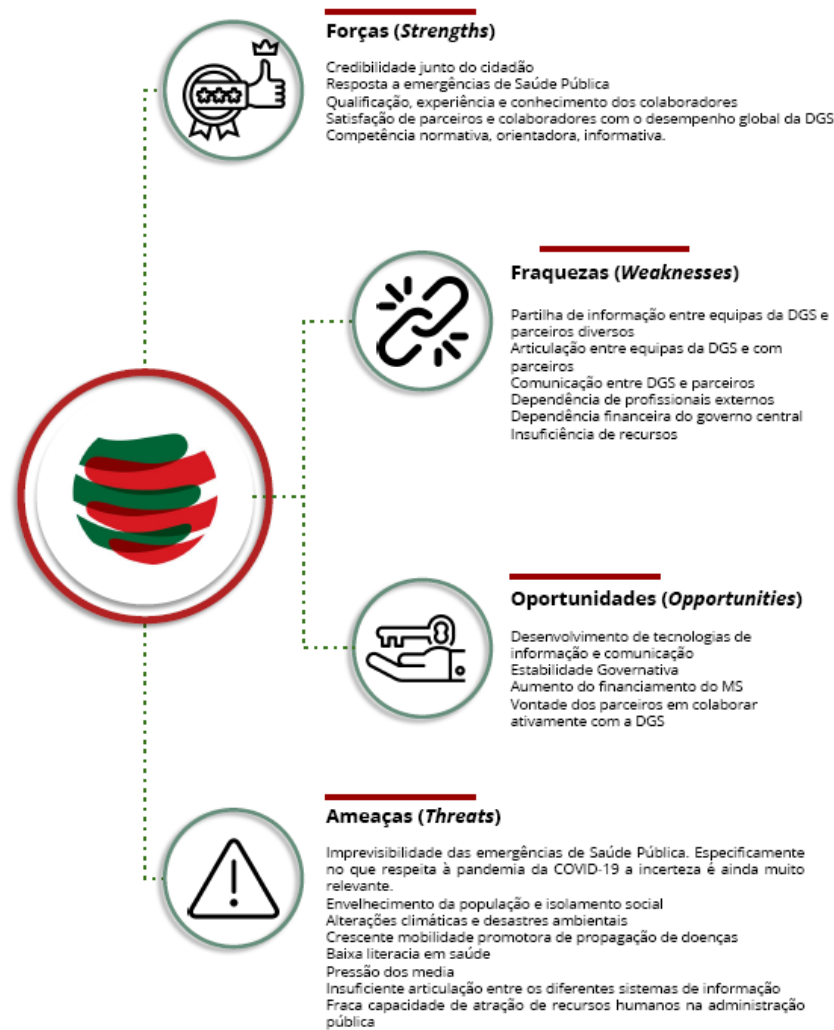 Forças (Strengths)
Credibilidade junto do cidadão
Resposta a emergências de Saúde Pública
Qualificação, experiência e conhecimento dos colaboradores
Satisfação de parceiros e colaboradores com o desempenho global da DGS
Competência normativa, orientadora, informativa.
Fraquezas (Weaknesses)
Partilha de informação entre equipas da DGS e
parceiros diversos
Articulação entre equipas da DGS e com
parceiros
Comunicação entre DGS e parceiros
Dependência de profissionais externos
Dependência financeira do governo central
Insuficiência de recursos
Oportunidades (Opportunities)
Desenvolvimento de tecnologias de
informação e comunicação
Estabilidade Governativa
Aumento do financiamento do MS
Vontade dos parceiros em colaborar
ativamente com a DGS
Ameaças (Threats)
Imprevisibilidade das emergências de Saúde Pública. Especificamente
no que respeita à pandemia da COVID-19 a incerteza é ainda muito
relevante.
Envelhecimento da população e isolamento social
Alterações climáticas e desastres ambientais
Crescente mobilidade promotora de propagação de doenças
Baixa literacia em saúde
Pressão dos media
Insuficiente articulação entre os diferentes sistemas de informação
Fraca capacidade de atração de recursos humanos na administração
pública